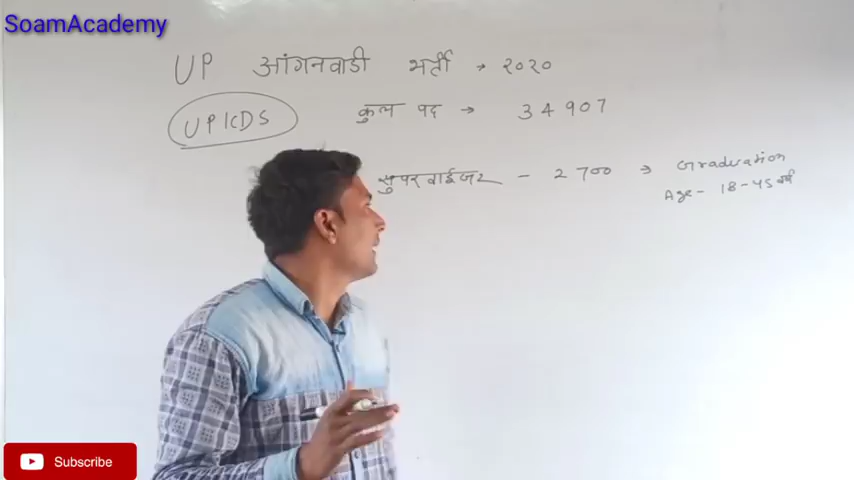 SoamAcademy
UP आंगनवाडी भर्ती → २०२०
UPICDS कुल पद → 34907
सुपरवाईजर - 2700 → Graduation
Age - 18-45 वर्ष
Subscribe